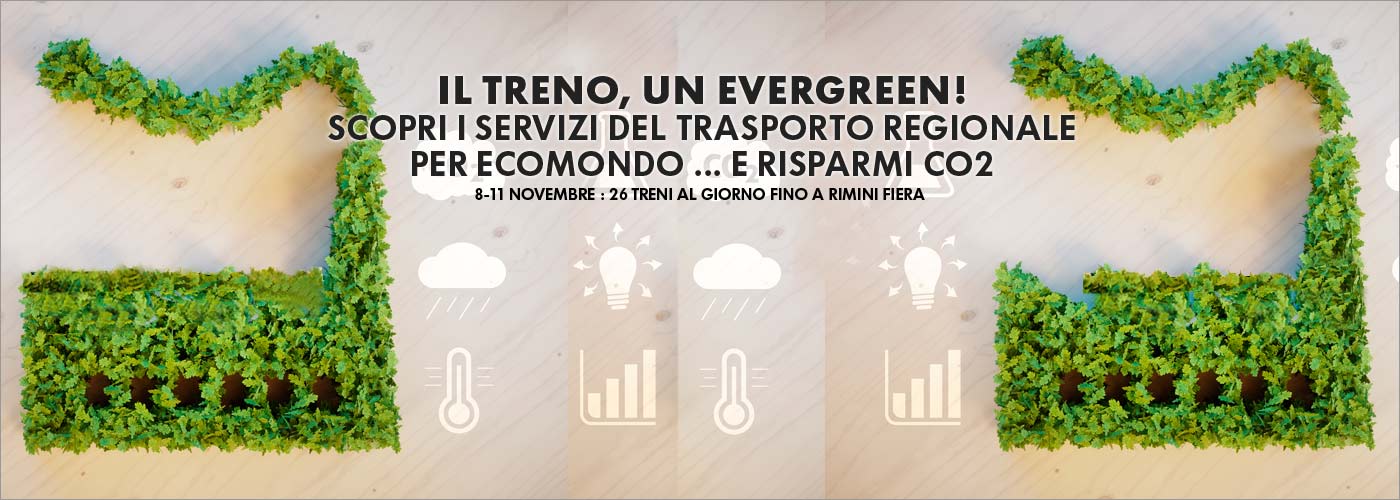 IL TRENO, UN EVERGREEN!
SCOPRI I SERVIZI DEL TRASPORTO REGIONALE
PER ECOMONDO ... E RISPARMI CO2
8-11 NOVEMBRE : 26 TRENI AL GIORNO FINO A RIMINI FIERA
CO2